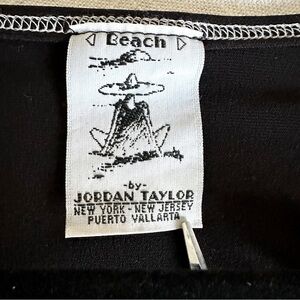 Beach
-by-
JORDAN TAYLOR
NEW YORK - NEW JERSEY
PUERTO VALLARTA